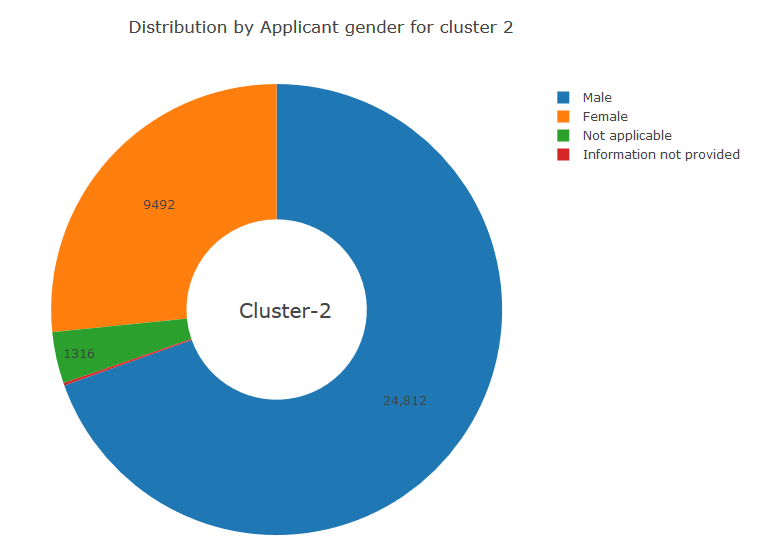 Distribution by Applicant gender for cluster 2
Male
Female
Not applicable
Information not provided
9492
Cluster-2
1316
24,812